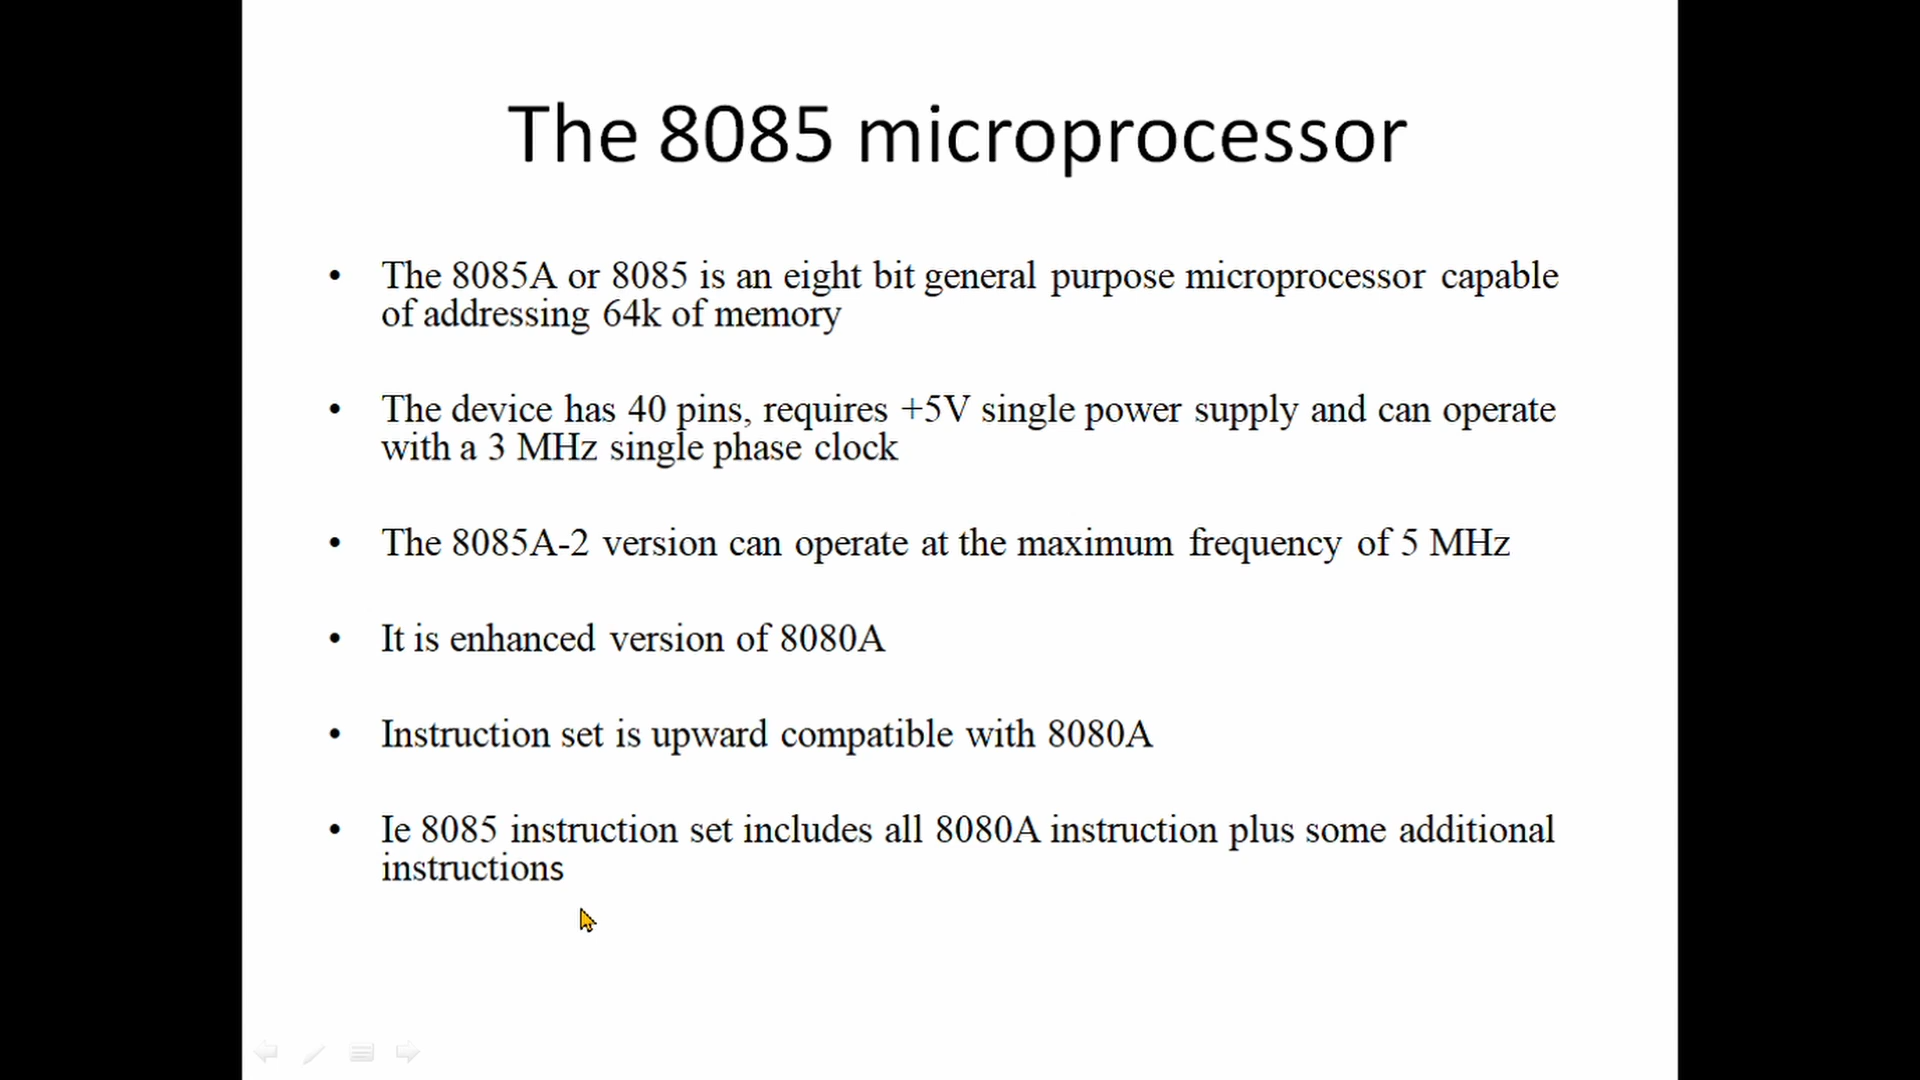 The 8085 microprocessor
• The 8085A or 8085 is an eight bit general purpose microprocessor capable
of addressing 64k of memory
• The device has 40 pins, requires +5V single power supply and can operate
with a 3 MHz single phase clock
• The 8085A-2 version can operate at the maximum frequency of 5 MHz
• It is enhanced version of 8080A
• Instruction set is upward compatible with 8080A
• Ie 8085 instruction set includes all 8080A instruction plus some additional
instructions